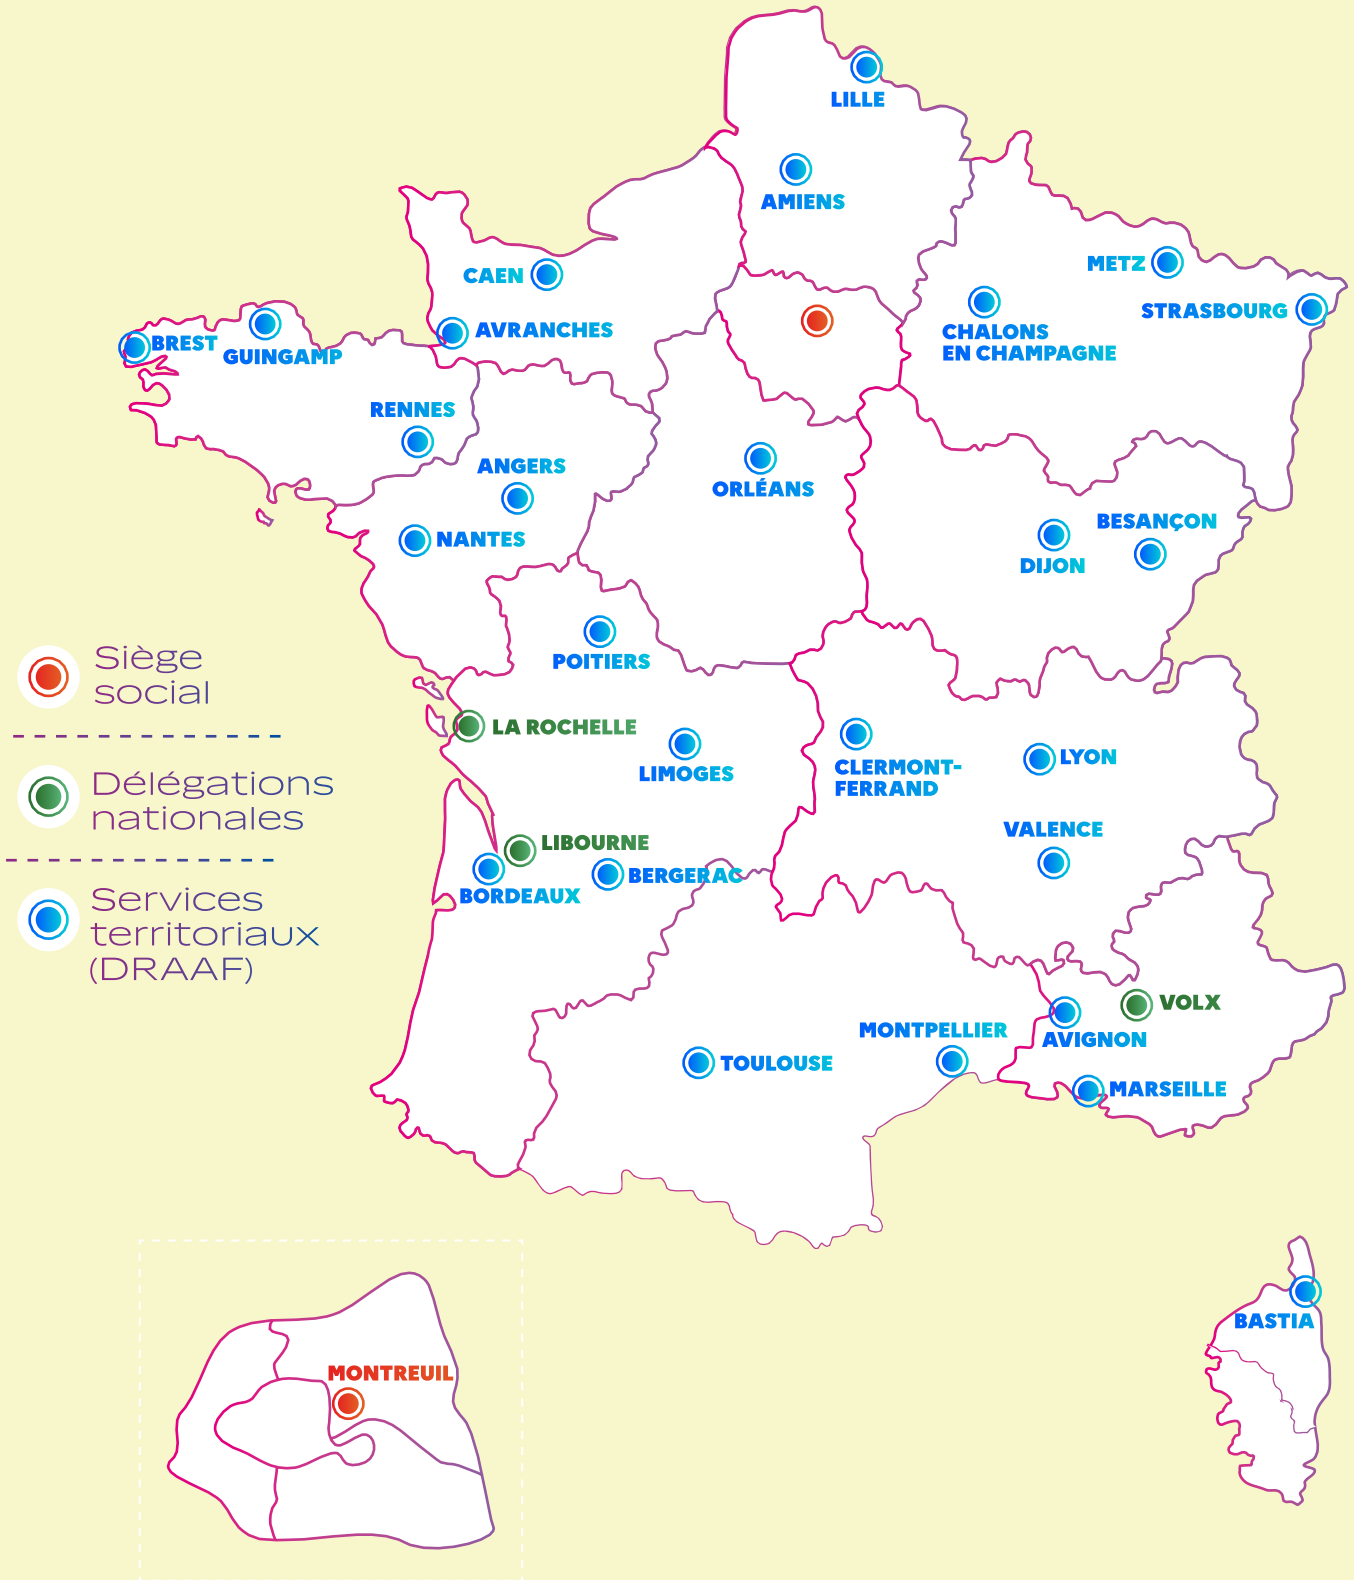 LILLE
AMIENS
METZ
CAEN
CHALONS
EN CHAMPAGNE
STRASBOURG
AVRANCHES
BREST
GUINGAMP
RENNES
ANGERS
ORLÉANS
NANTES
BESANÇON
DIJON
POITIERS
Siège
social
LA ROCHELLE
LIMOGES
CLERMONT-
FERRAND
LYON
Délégations
nationales
VALENCE
LIBOURNE
BERGERAC
BORDEAUX
Services
territoriaux
(DRAAF)
VOLX
MONTPELLIER
AVIGNON
TOULOUSE
MARSEILLE
BASTIA
MONTREUIL